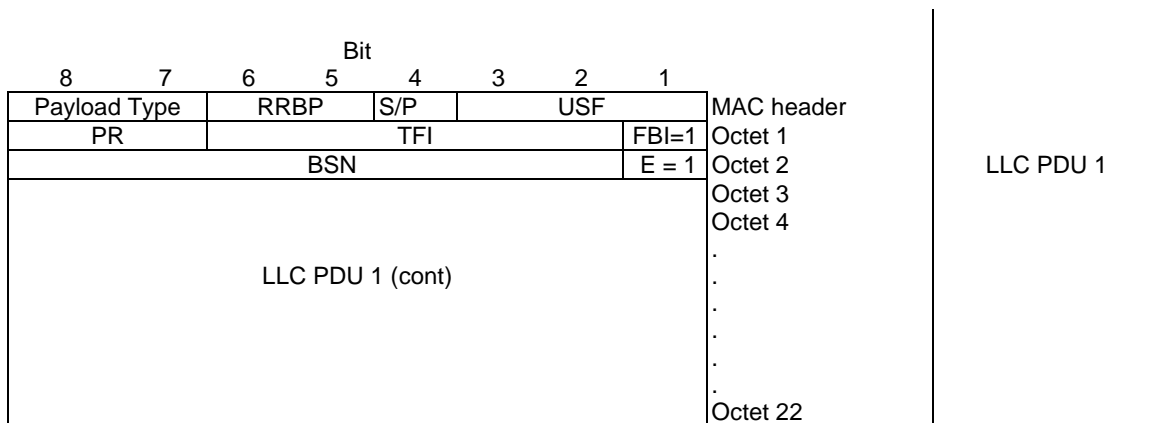 Bit
8 7 6 5 4 3 2 1
Payload Type RRBP S/P USF MAC header
PR TFI FBI=1 Octet 1
BSN E = 1 Octet 2 LLC PDU 1
Octet 3
Octet 4
.
LLC PDU 1 (cont) .
.
.
.
.
Octet 22